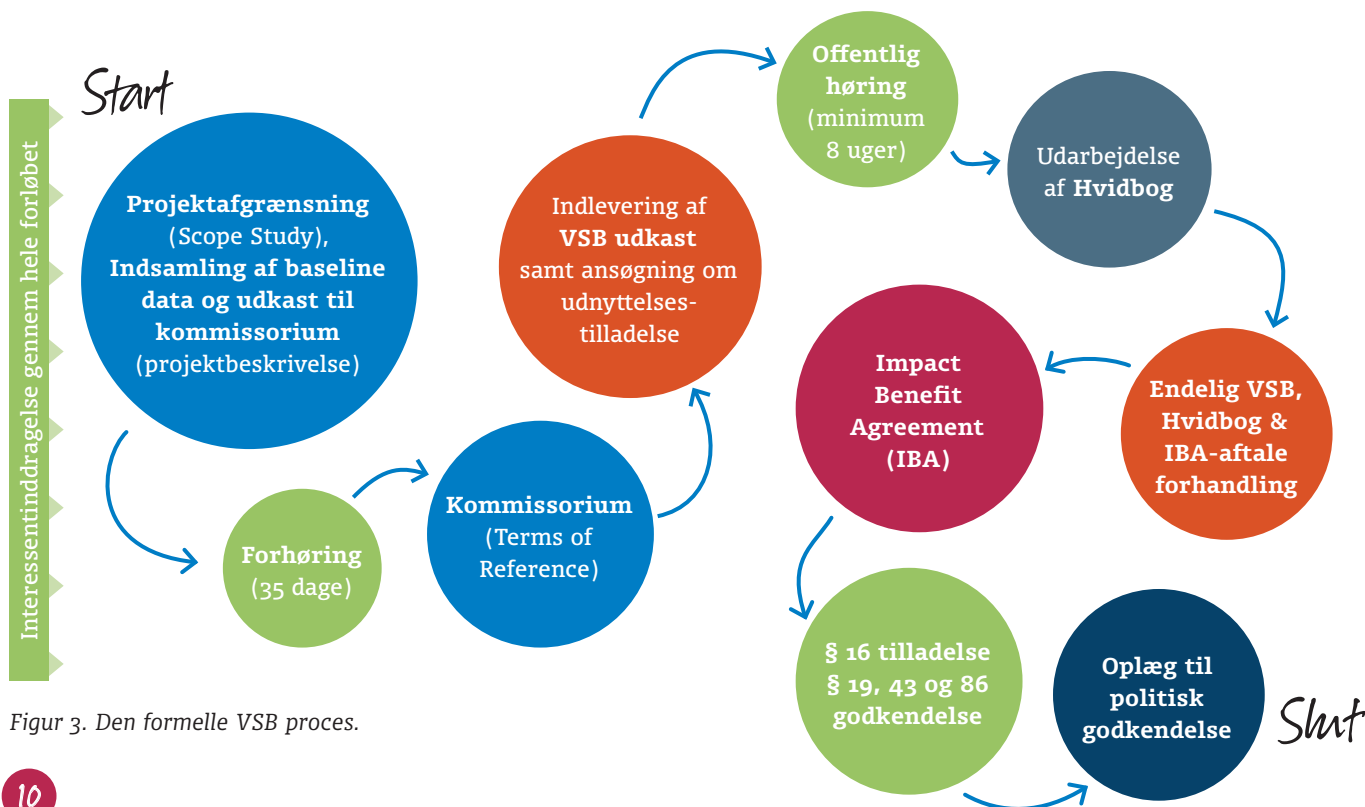 Start
Interessentinddragelse gennem hele forløbet
Projektafgrænsning
(Scope Study),
Indsamling af baseline
data og udkast til
kommissorium
(projektbeskrivelse)
Forhøring
(35 dage)
Kommissorium
(Terms of
Reference)
Indlevering af
VSB udkast
samt ansøgning om
udnyttelses-
tilladelse
Offentlig
høring
(minimum
8 uger)
Udarbejdelse
af Hvidbog
Endelig VSB,
Hvidbog &
IBA-aftale
forhandling
Impact
Benefit
Agreement
(IBA)
§ 16 tilladelse
§ 19, 43 og 86
godkendelse
Oplæg til
politisk
godkendelse
Slut
Figur 3. Den formelle VSB proces.
10